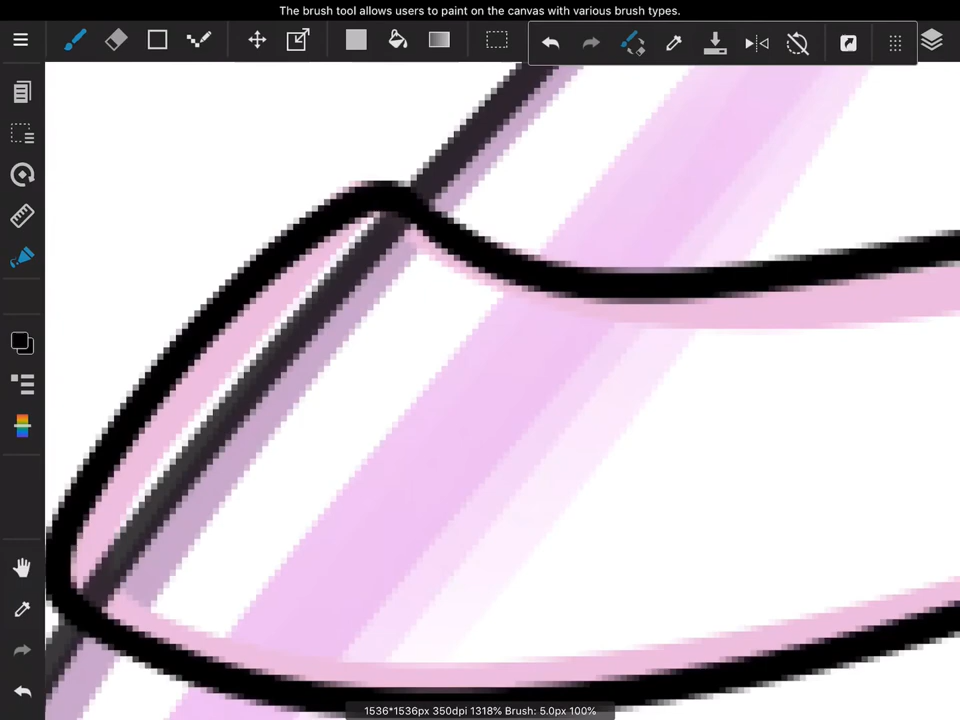 The brush tool allows users to paint on the canvas with various brush types.
1536*1536px 350dpi 1318% Brush: 5.0px 100%